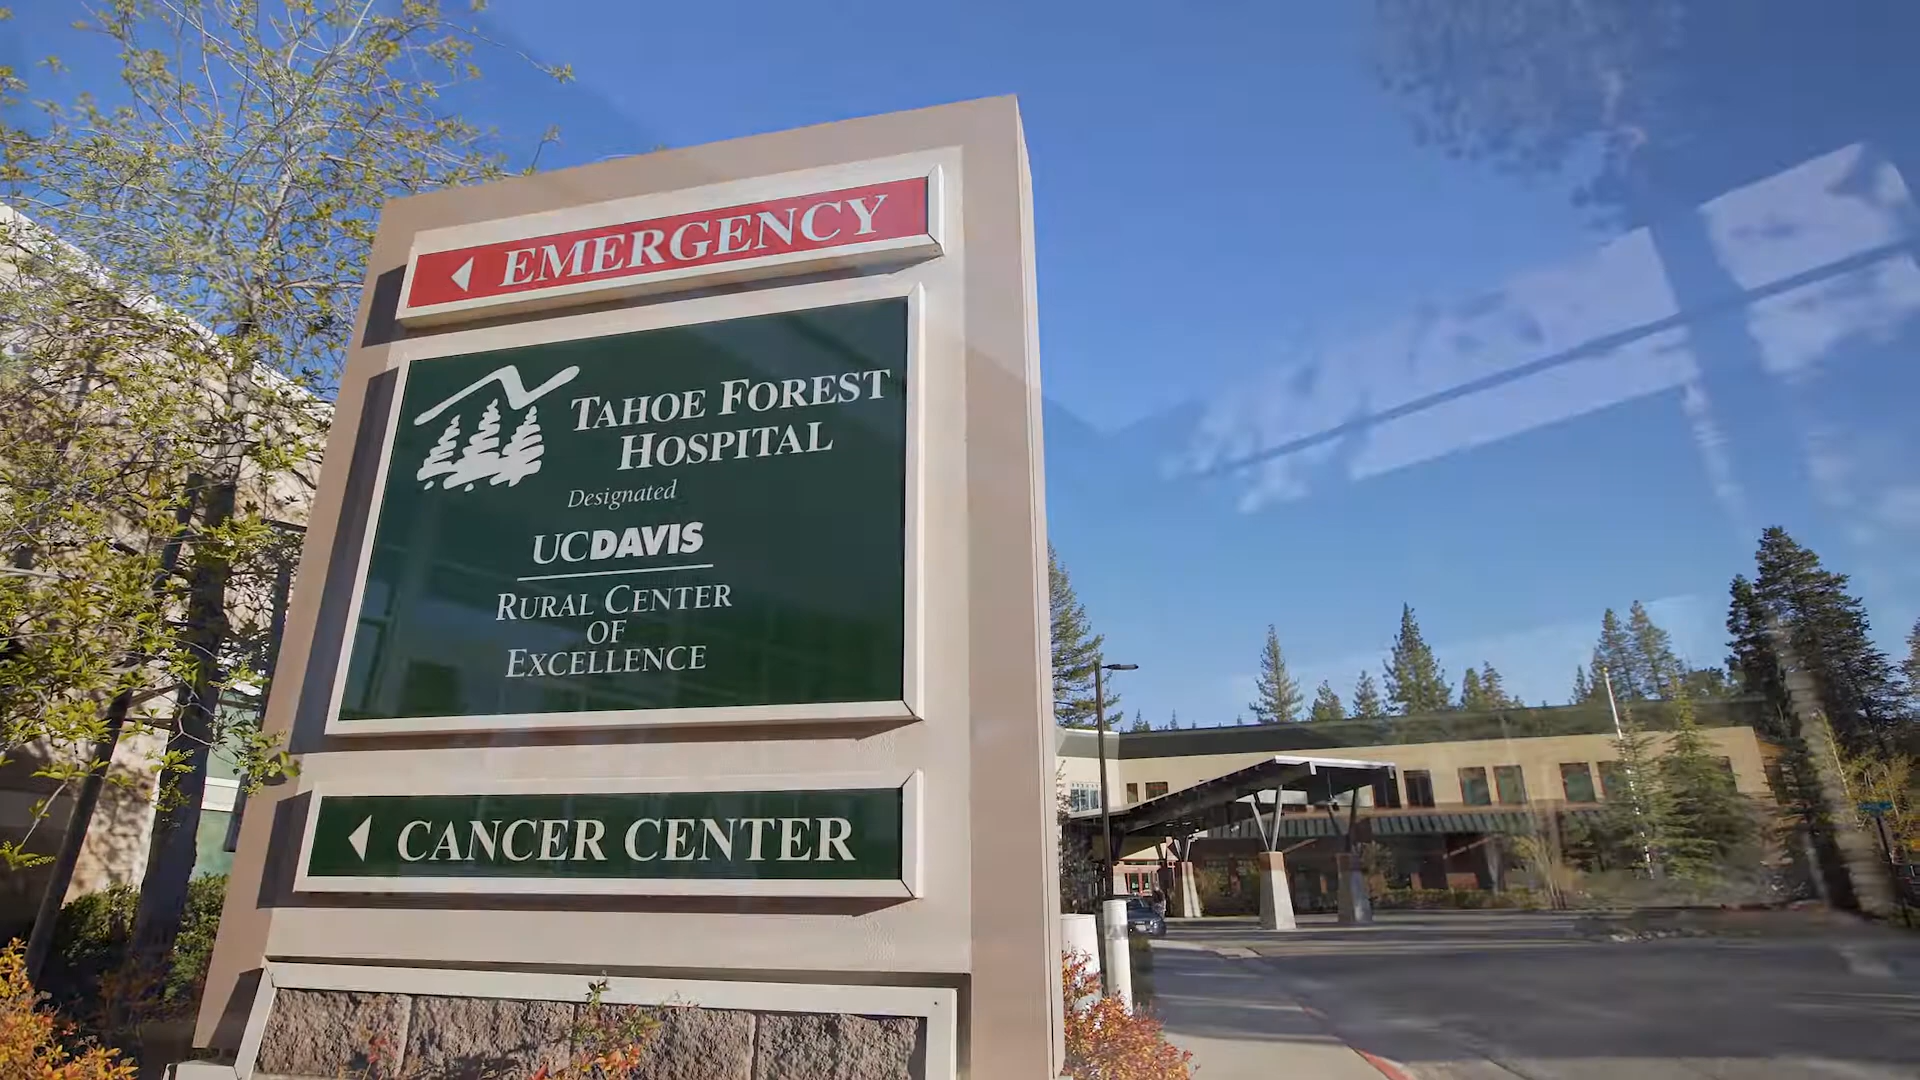 EMERGENCY
TAHOE FOREST
HOSPITAL
Designated
UCDAVIS
RURAL CENTER
OF
EXCELLENCE
CANCER CENTER